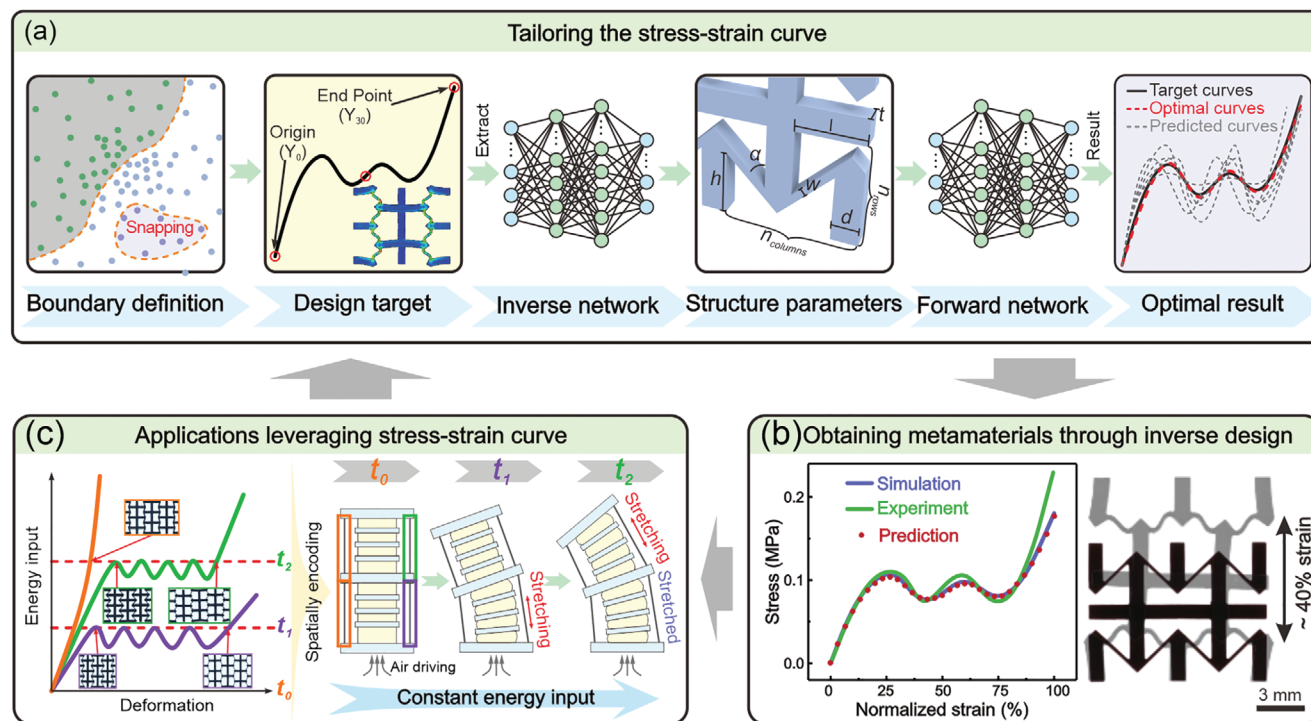 (a)
Tailoring the stress-strain curve
Snapping
End Point
(Y30)
Origin
(Y0)
Extract
t
l
α
h
w
d
nrows
ncolumns
Result
Target curves
Optimal curves
Predicted curves
Boundary definition
Design target
Inverse network
Structure parameters
Forward network
Optimal result
(c)
Applications leveraging stress-strain curve
Energy input
Deformation
t2
t1
t0
Spatially encoding
t0
t1
t2
Stretching
Stretching
Stretched
Air driving
Constant energy input
(b)
Obtaining metamaterials through inverse design
Simulation
Experiment
Prediction
Stress (MPa)
0.2
0.1
0.0
0
25
50
75
100
Normalized strain (%)
~ 40% strain
3 mm